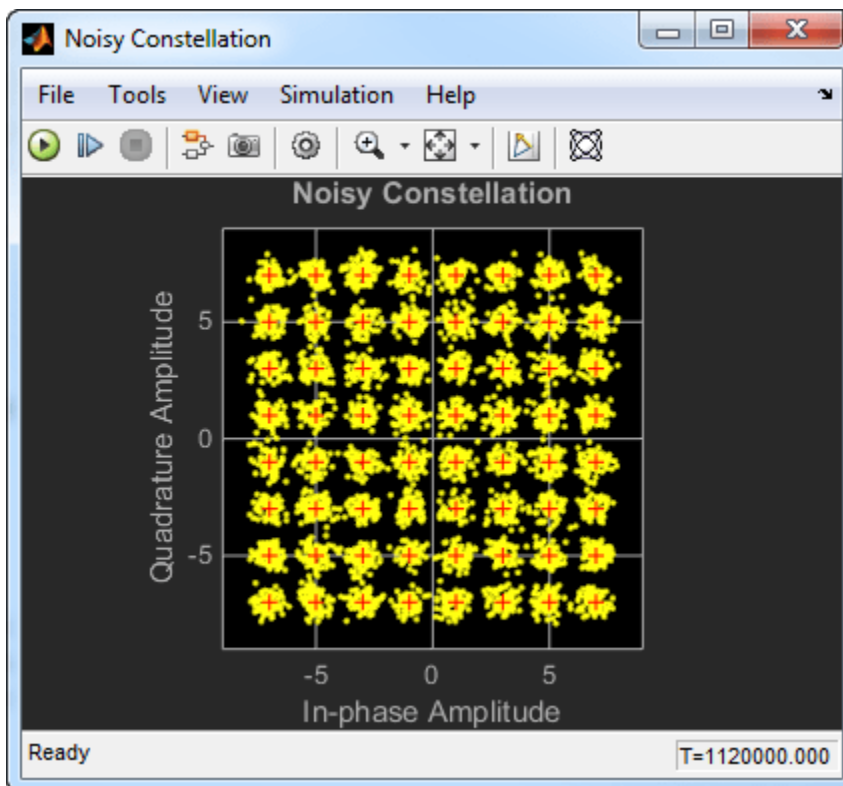 Noisy Constellation
File Tools View Simulation Help
Noisy Constellation
Quadrature Amplitude
5
0
-5
-5 0 5
In-phase Amplitude
Ready T=1120000.000